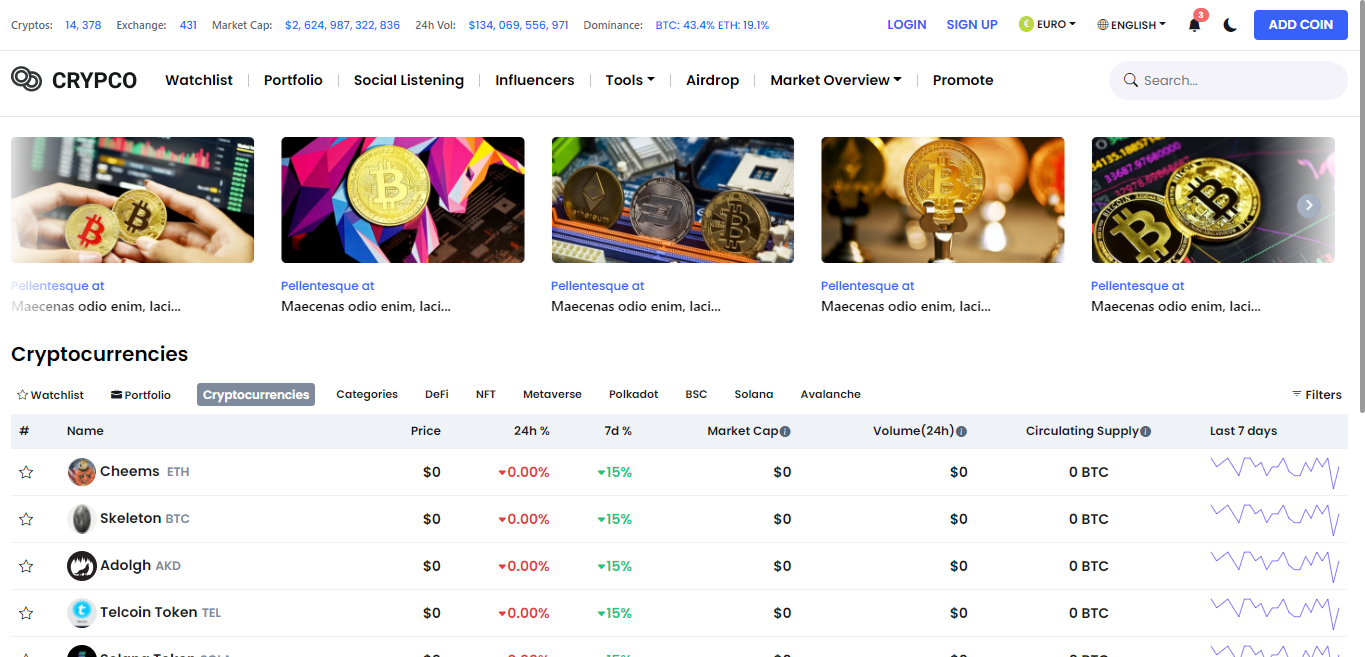 Cryptos: 14, 378 Exchange: 431 Market Cap: $2, 624, 987, 322, 836 24h Vol: $134, 069, 556, 971 Dominance: BTC: 43.4% ETH: 19.1% LOGIN SIGN UP € EURO ENGLISH 3 ADD COIN
CRYPCO Watchlist Portfolio Social Listening Influencers Tools Airdrop Market Overview Promote Search...
Pellentesque at Pellentesque at Pellentesque at Pellentesque at Pellentesque at
Maecenas odio enim, laci... Maecenas odio enim, laci... Maecenas odio enim, laci... Maecenas odio enim, laci... Maecenas odio enim, laci...
Cryptocurrencies
Watchlist Portfolio Cryptocurrencies Categories DeFi NFT Metaverse Polkadot BSC Solana Avalanche Filters
# Name Price 24h % 7d % Market Cap Volume(24h) Circulating Supply Last 7 days
Cheems ETH $0 0.00% 15% $0 $0 0 BTC
Skeleton BTC $0 0.00% 15% $0 $0 0 BTC
Adolgh AKD $0 0.00% 15% $0 $0 0 BTC
Telcoin Token TEL $0 0.00% 15% $0 $0 0 BTC